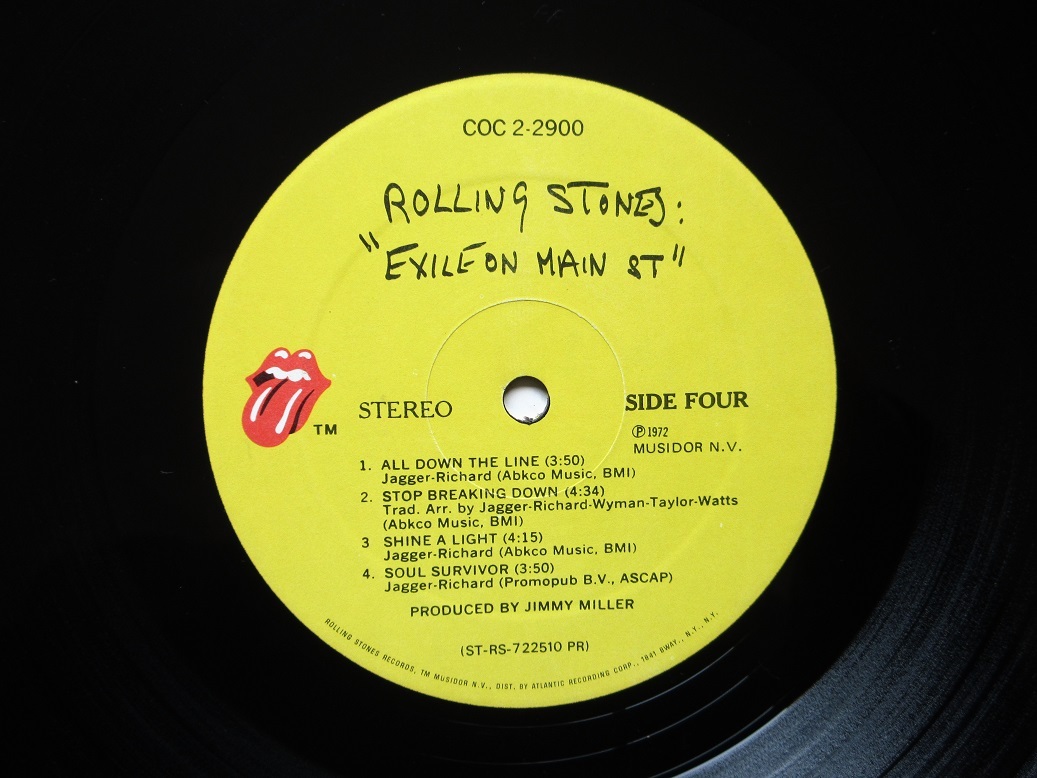 COC 2-2900
ROLLING STONES:
"EXILE ON MAIN ST"
TM
STEREO
SIDE FOUR
Ⓟ 1972
MUSIDOR N.V.
1. ALL DOWN THE LINE (3:50)
Jagger-Richard (Abkco Music, BMI)
2. STOP BREAKING DOWN (4:34)
Trad. Arr. by Jagger-Richard-Wyman-Taylor-Watts
(Abkco Music, BMI)
3 SHINE A LIGHT (4:15)
Jagger-Richard (Abkco Music, BMI)
4. SOUL SURVIVOR (3:50)
Jagger-Richard (Promopub B.V., ASCAP)
PRODUCED BY JIMMY MILLER
(ST-RS-722510 PR)
ROLLING STONES RECORDS, TM MUSIDOR N.V., DIST. BY ATLANTIC RECORDING CORP., 1841 BWAY., N.Y., N.Y.